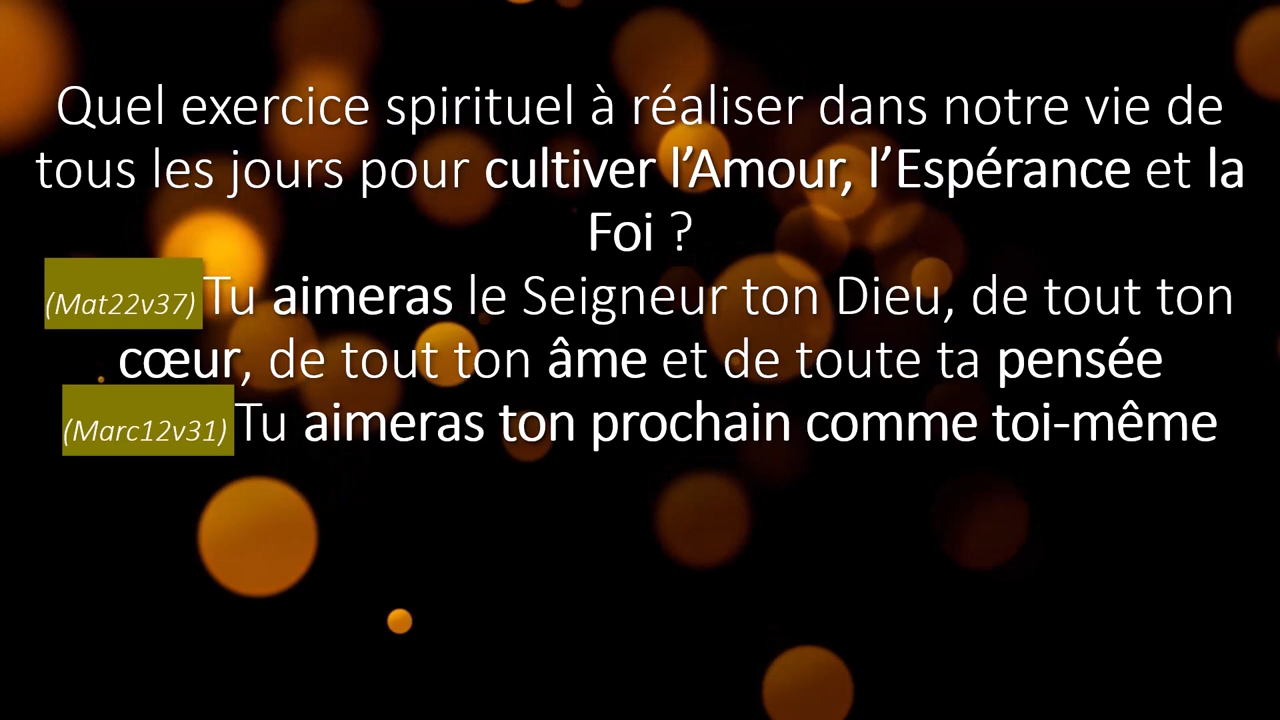 Quel exercice spirituel à réaliser dans notre vie de
tous les jours pour cultiver l’Amour, l’Espérance et la
Foi ?
(Mat22v37) Tu aimeras le Seigneur ton Dieu, de tout ton
cœur, de tout ton âme et de toute ta pensée
(Marc12v31) Tu aimeras ton prochain comme toi-même